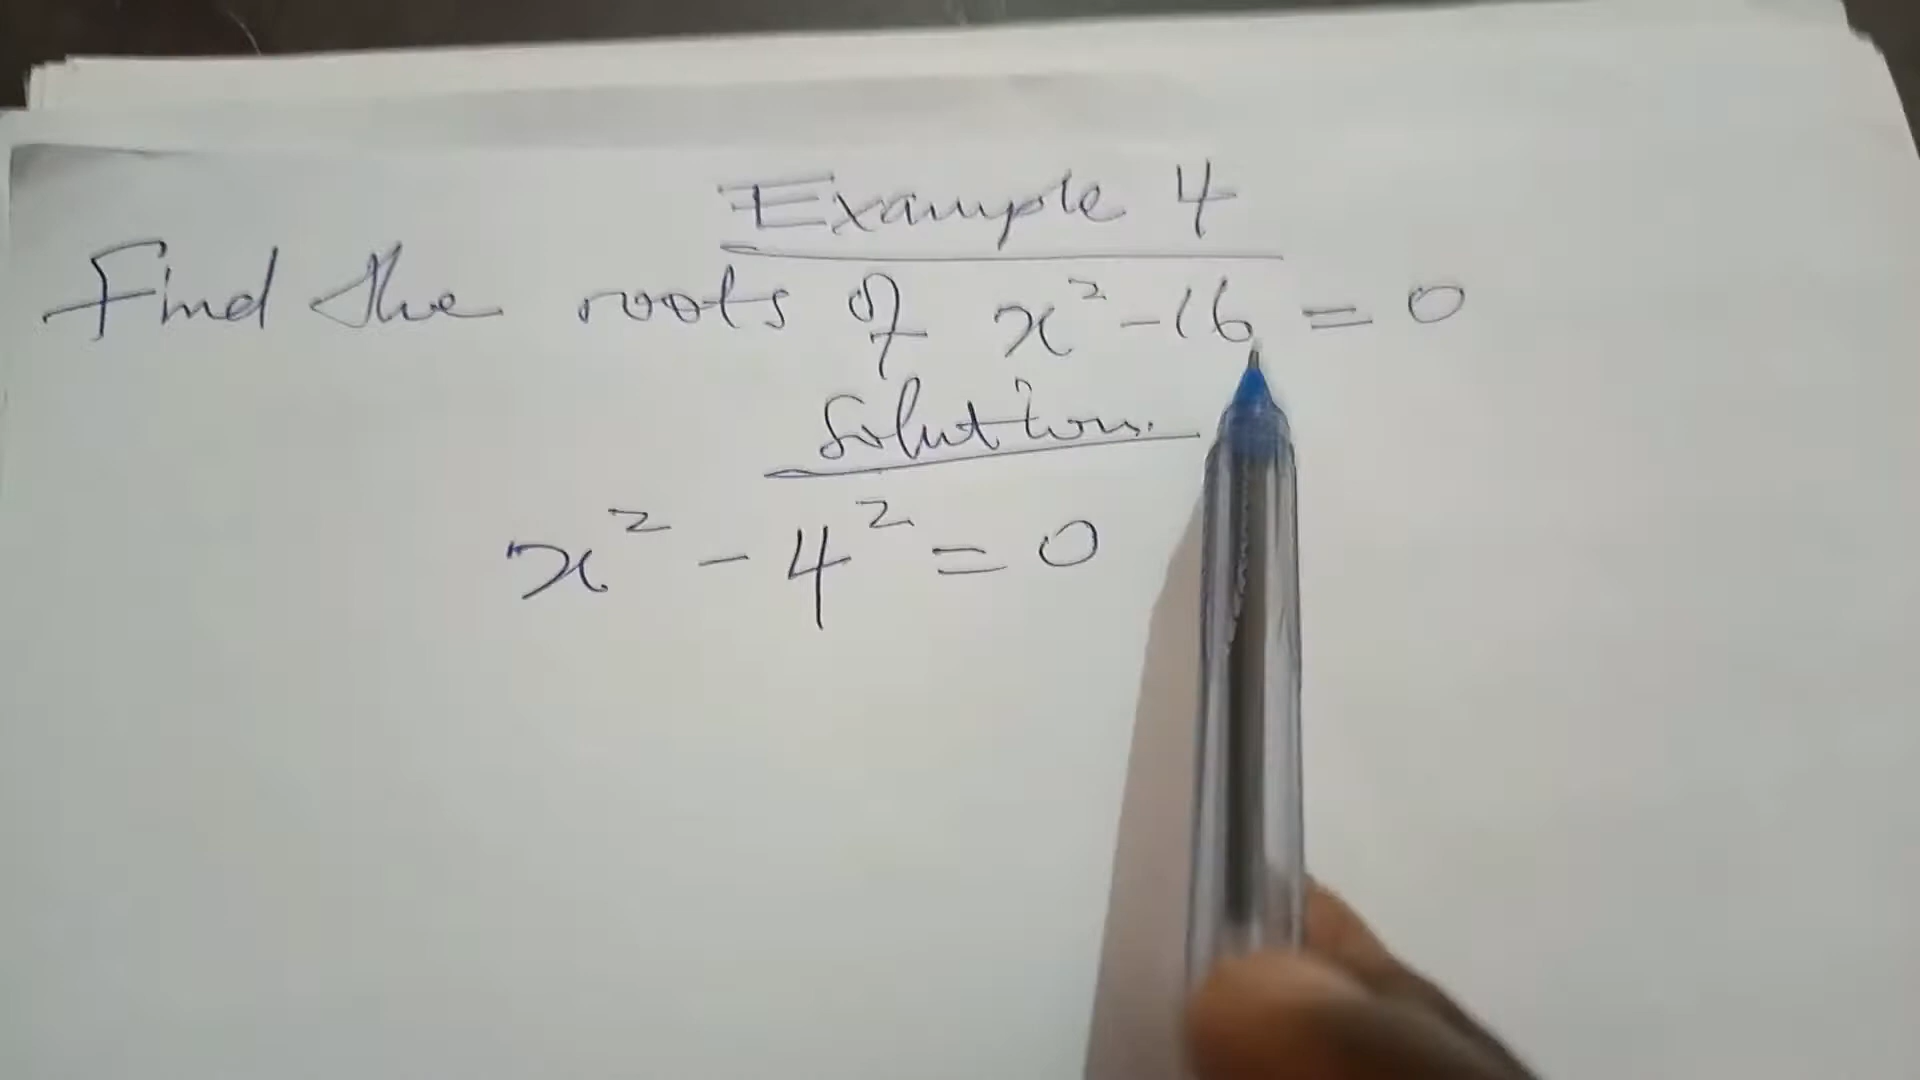 Example 4
Find the roots of x² - 16 = 0
Solution.
x² - 4² = 0